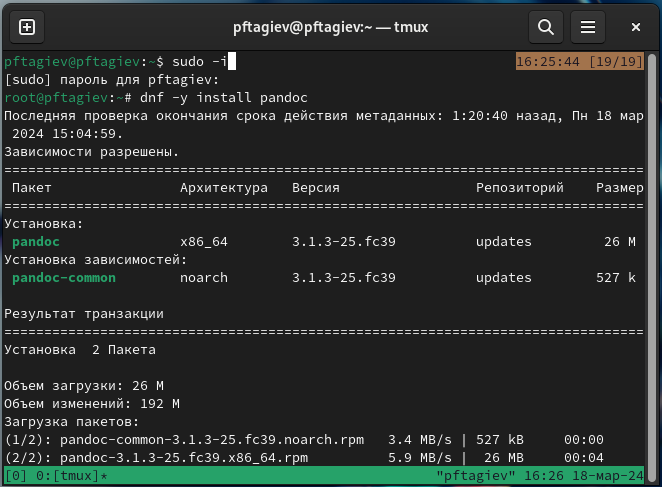 pftagiev@pftagiev:~ — tmux
pftagiev@pftagiev:~$ sudo -i 16:25:44 [19/19]
[sudo] пароль для pftagiev:
root@pftagiev:~# dnf -y install pandoc
Последняя проверка окончания срока действия метаданных: 1:20:40 назад, Пн 18 мар
2024 15:04:59.
Зависимости разрешены.
================================================================================
Пакет Архитектура Версия Репозиторий Размер
================================================================================
Установка:
pandoc x86_64 3.1.3-25.fc39 updates 26 M
Установка зависимостей:
pandoc-common noarch 3.1.3-25.fc39 updates 527 k
Результат транзакции
================================================================================
Установка 2 Пакета
Объем загрузки: 26 M
Объем изменений: 192 M
Загрузка пакетов:
(1/2): pandoc-common-3.1.3-25.fc39.noarch.rpm 3.4 MB/s | 527 kB 00:00
(2/2): pandoc-3.1.3-25.fc39.x86_64.rpm 5.9 MB/s | 26 MB 00:04
[0] 0:[tmux]* "pftagiev" 16:26 18-мар-24